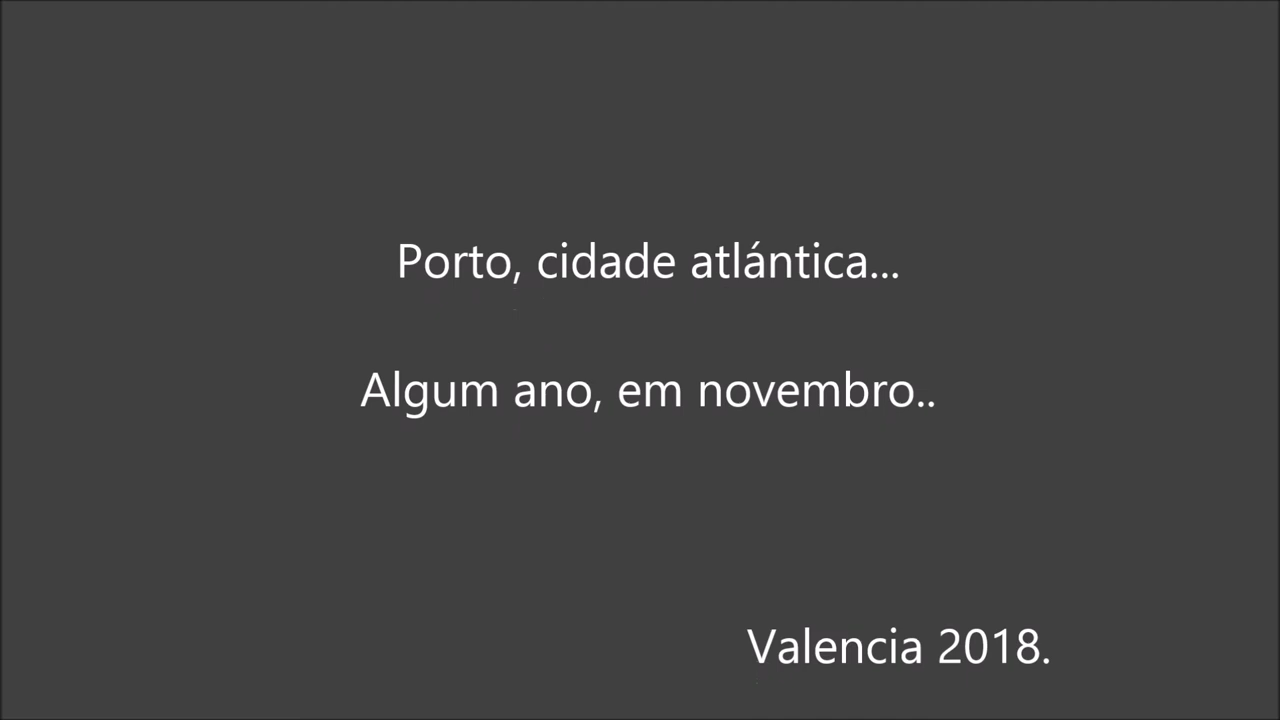 Porto, cidade atlántica...
Algum ano, em novembro..
Valencia 2018.